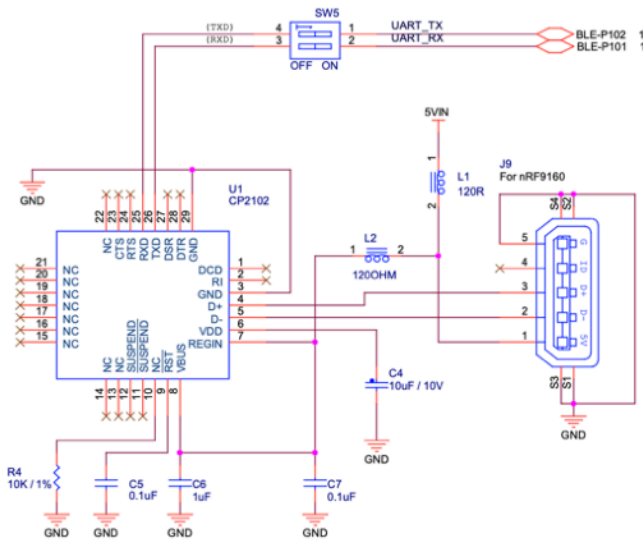 SW5
(TXD) 4 1 UART_TX BLE-P102 1
(RXD) 3 2 UART_RX BLE-P101 1
OFF ON
5VIN
J9
For nRF9160
1
L1
120R
2
S4 S2
GND
U1
CP2102
22 23 24 25 26 27 28 29
NC CTS RTS RXD TXD DSR DTR GND
L2
1 2
120OHM
21 NC DCD 1
20 NC RI 2
19 NC GND 3
18 NC D+ 4
17 NC D- 5
16 NC VDD 6
15 NC REGIN 7
5 G
4 ID
3 D+
2 D-
1 5V
NC NC SUSPEND SUSPEND NC RST VBUS
14 13 12 11 10 9 8
S3 S1
GND
C4
10uF / 10V
GND
R4
10K / 1%
C5
0.1uF
C6
1uF
C7
0.1uF
GND GND GND GND